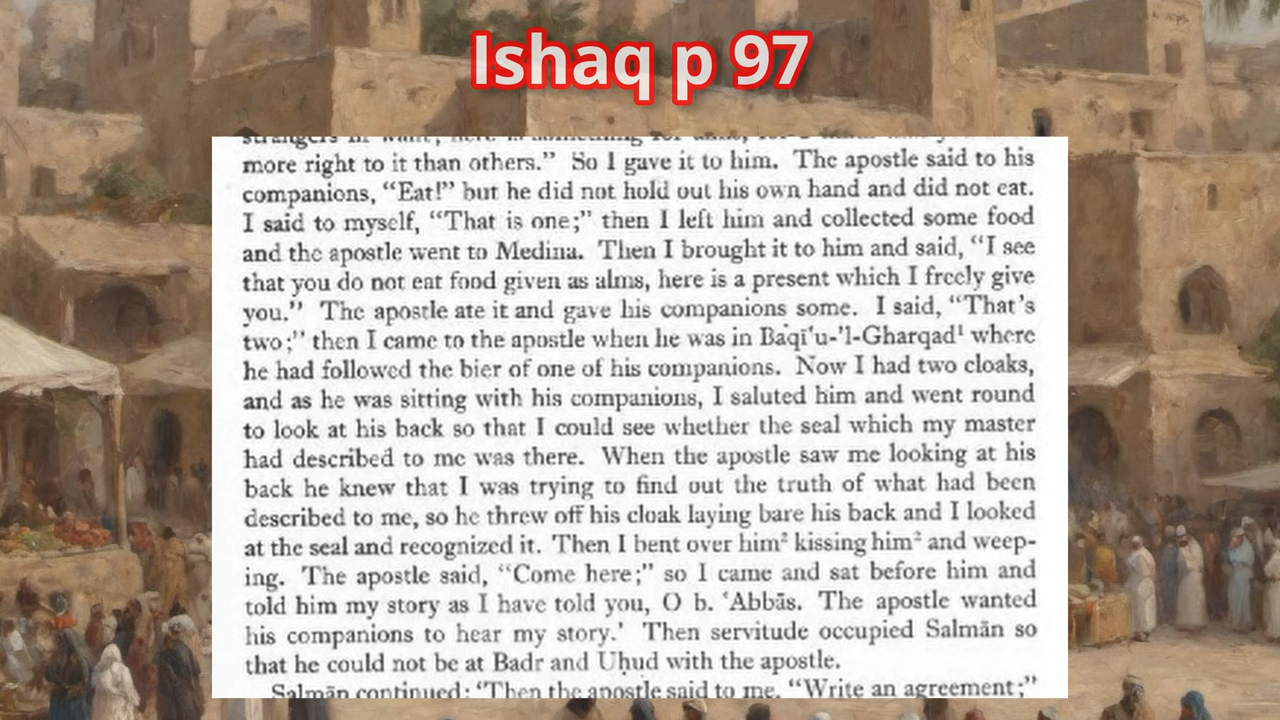 Ishaq p 97
more right to it than others.” So I gave it to him. The apostle said to his
companions, “Eat!” but he did not hold out his own hand and did not eat.
I said to myself, “That is one;” then I left him and collected some food
and the apostle went to Medina. Then I brought it to him and said, “I see
that you do not eat food given as alms, here is a present which I freely give
you.” The apostle ate it and gave his companions some. I said, “That’s
two;” then I came to the apostle when he was in Baqī‘u-’l-Gharqad¹ where
he had followed the bier of one of his companions. Now I had two cloaks,
and as he was sitting with his companions, I saluted him and went round
to look at his back so that I could see whether the seal which my master
had described to me was there. When the apostle saw me looking at his
back he knew that I was trying to find out the truth of what had been
described to me, so he threw off his cloak laying bare his back and I looked
at the seal and recognized it. Then I bent over him² kissing him² and weep-
ing. The apostle said, “Come here;” so I came and sat before him and
told him my story as I have told you, O b. ‘Abbās. The apostle wanted
his companions to hear my story.’ Then servitude occupied Salmān so
that he could not be at Badr and Uḥud with the apostle.
Salmān continued: ‘Then the apostle said to me, “Write an agreement;”